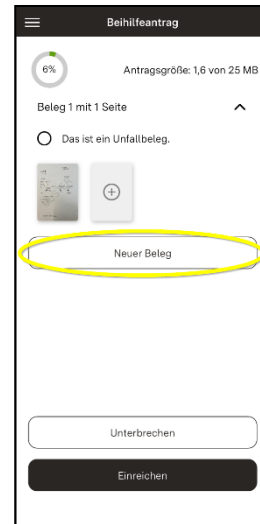 Beihilfeantrag
6%
Antragsgröße: 1,6 von 25 MB
Beleg 1 mit 1 Seite
Das ist ein Unfallbeleg.
Neuer Beleg
Unterbrechen
Einreichen